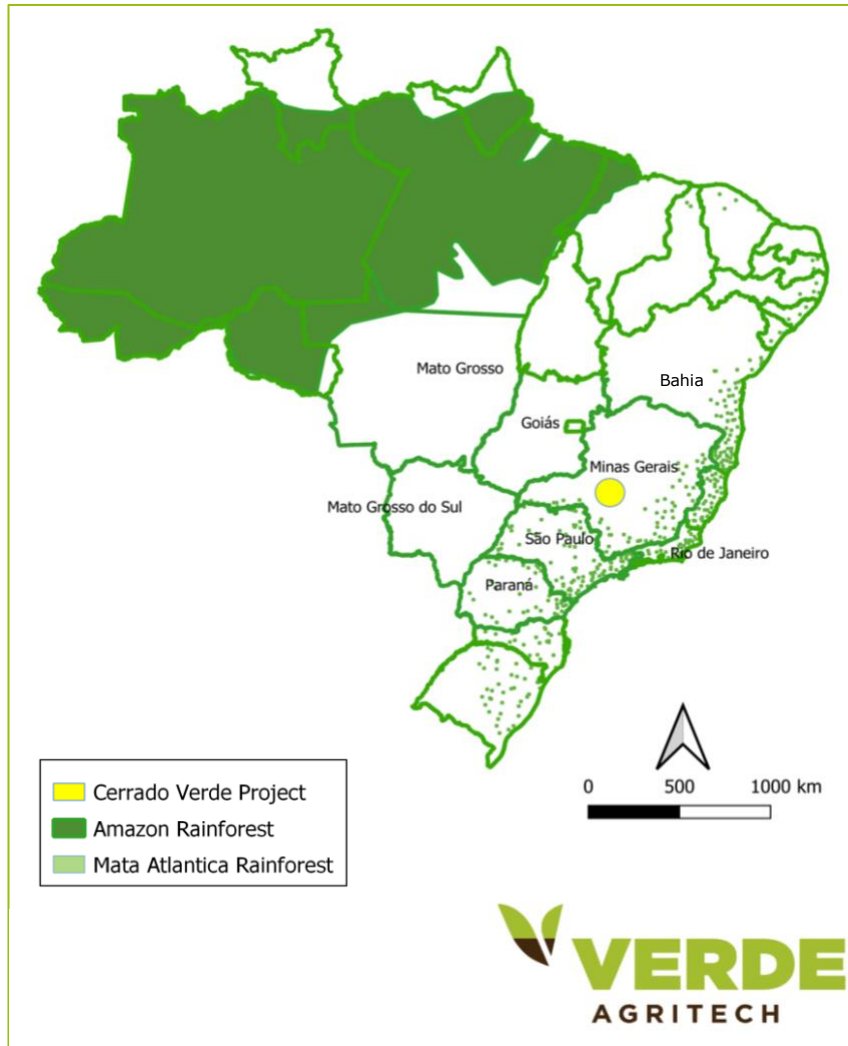 Mato Grosso
Bahia
Goiás
Minas Gerais
Mato Grosso do Sul
São Paulo
Rio de Janeiro
Paraná
0 500 1000 km
Cerrado Verde Project
Amazon Rainforest
Mata Atlantica Rainforest
VERDE
AGRITECH